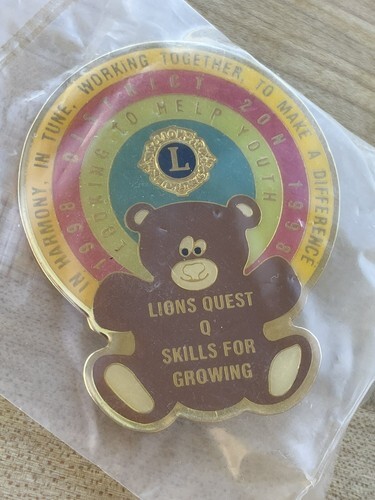 IN HARMONY, IN TUNE, WORKING TOGETHER, TO MAKE A DIFFERENCE
1998 DISTRICT 20N 1998
LOOKING TO HELP YOUTH
L
LIONS QUEST
Q
SKILLS FOR
GROWING